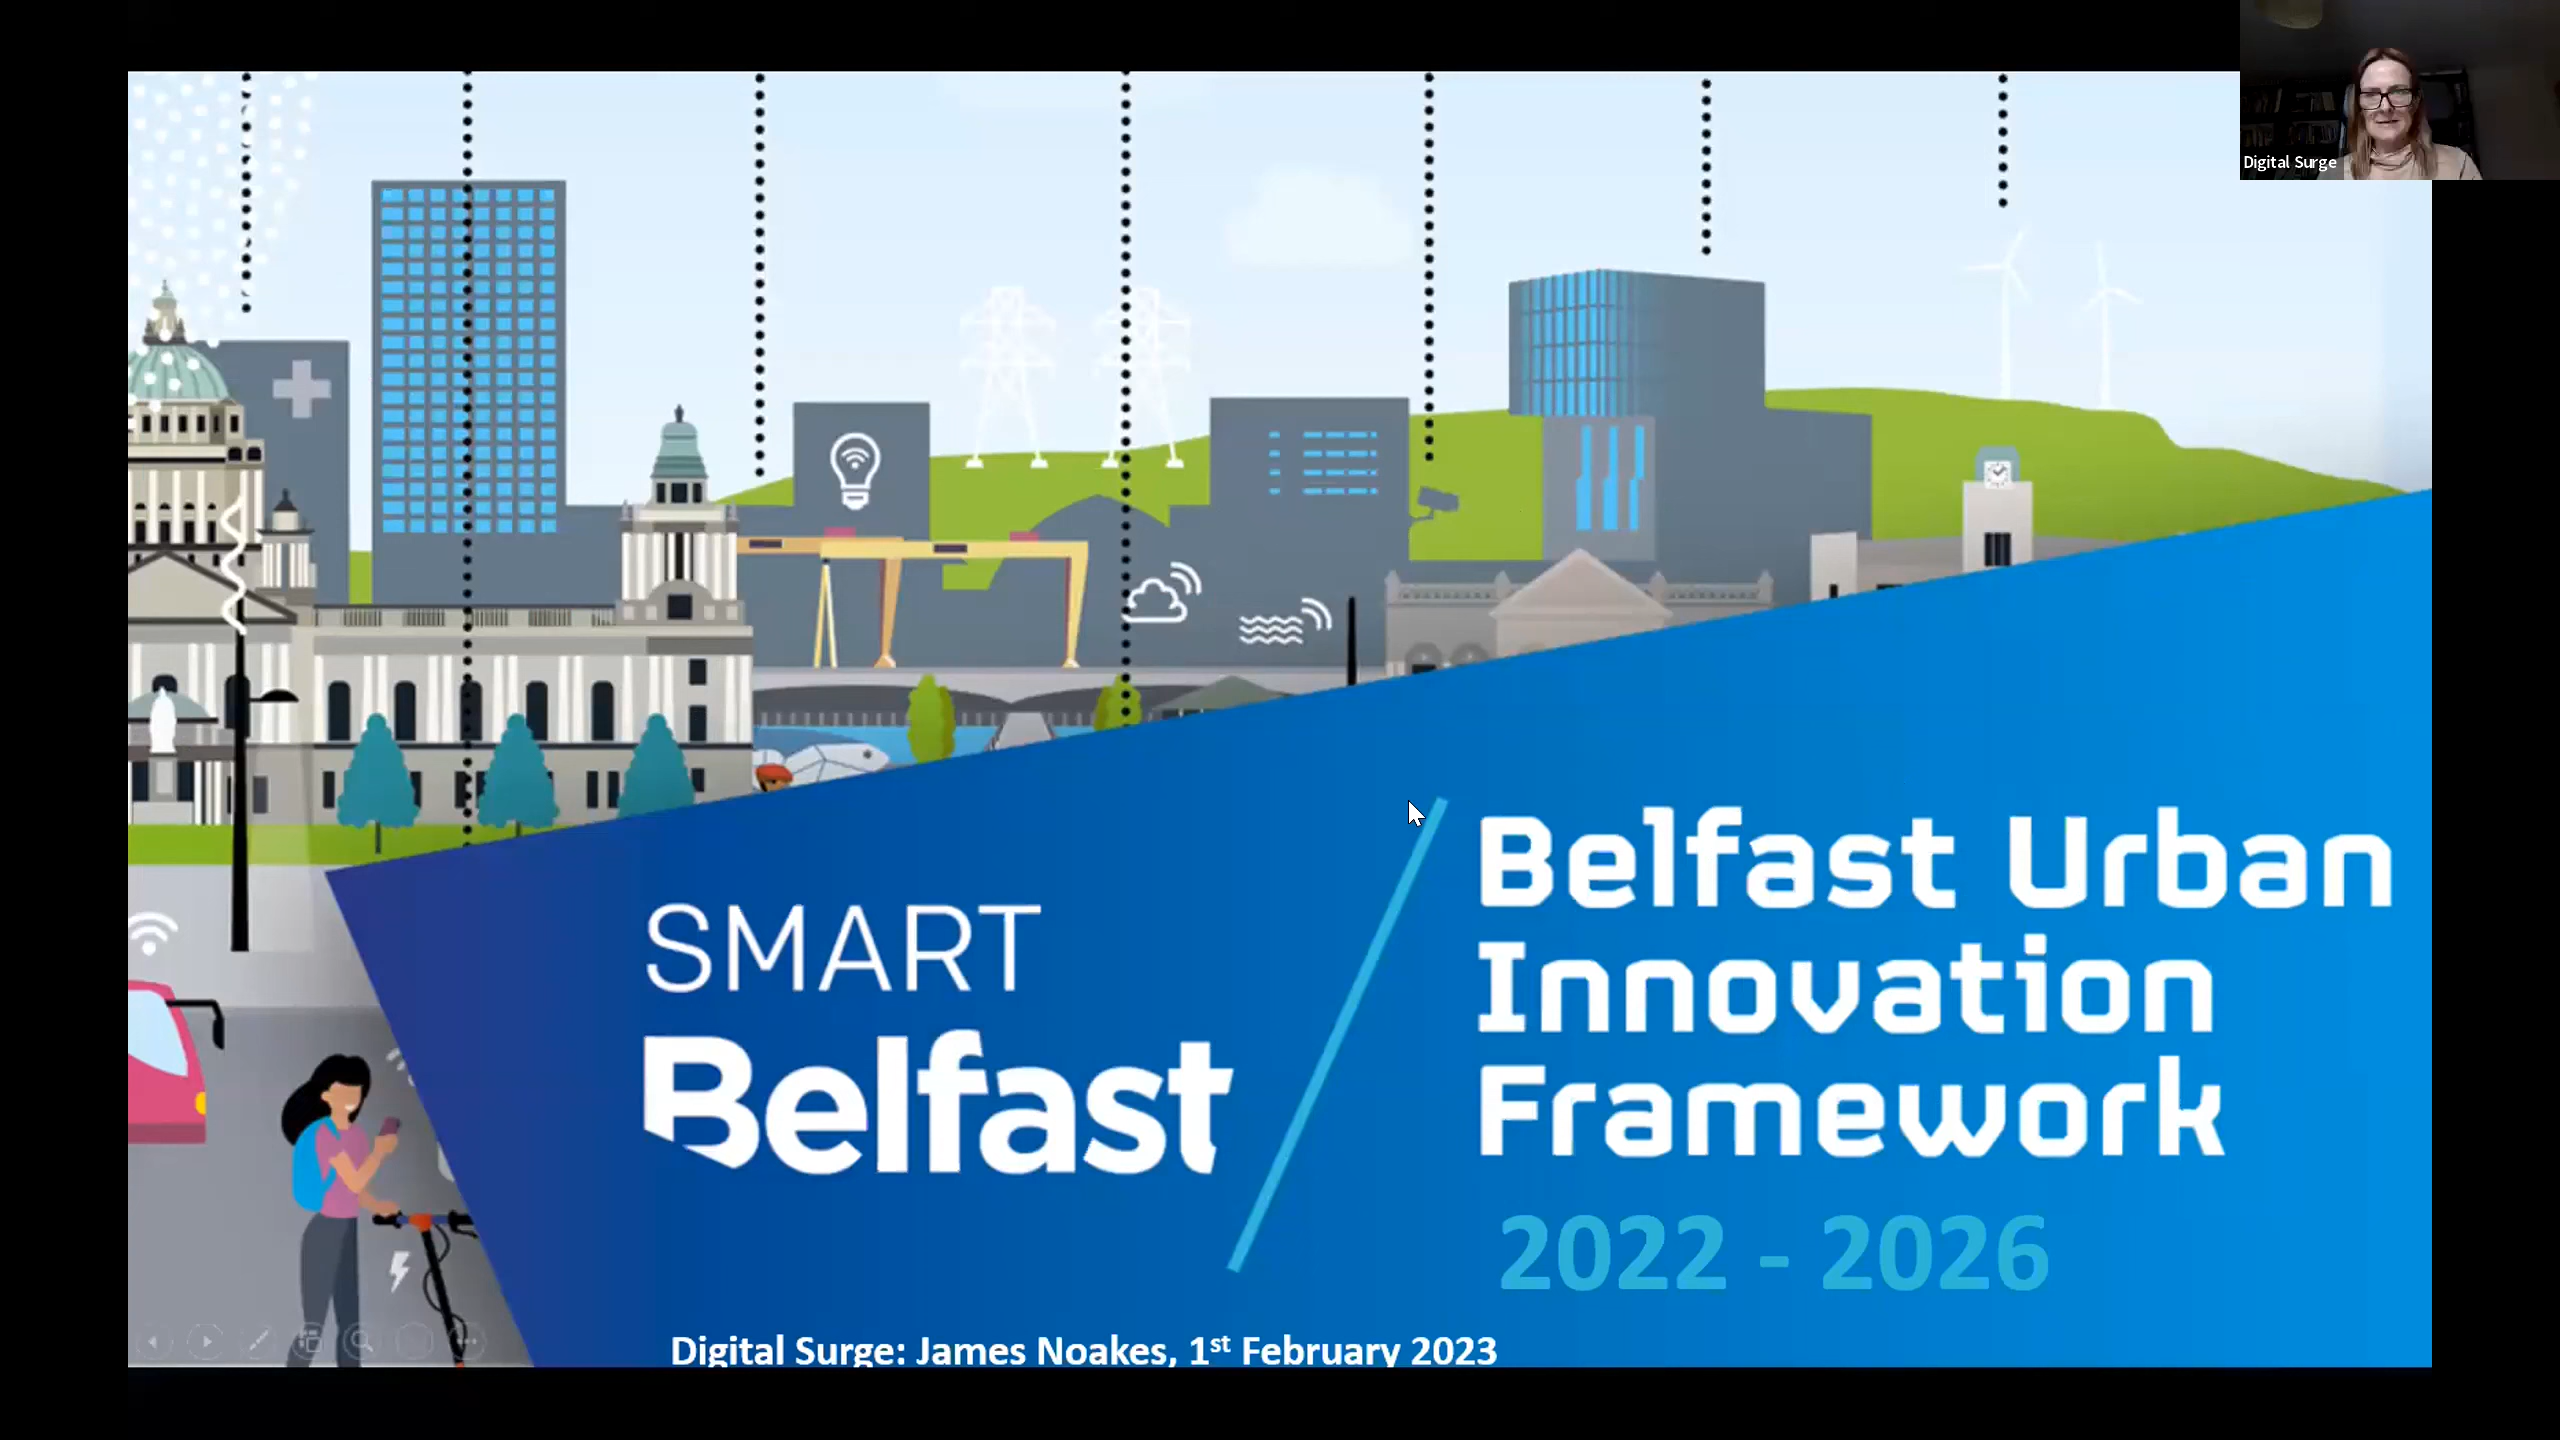 Digital Surge
SMART
Belfast
Belfast Urban
Innovation
Framework
2022 - 2026
Digital Surge: James Noakes, 1st February 2023